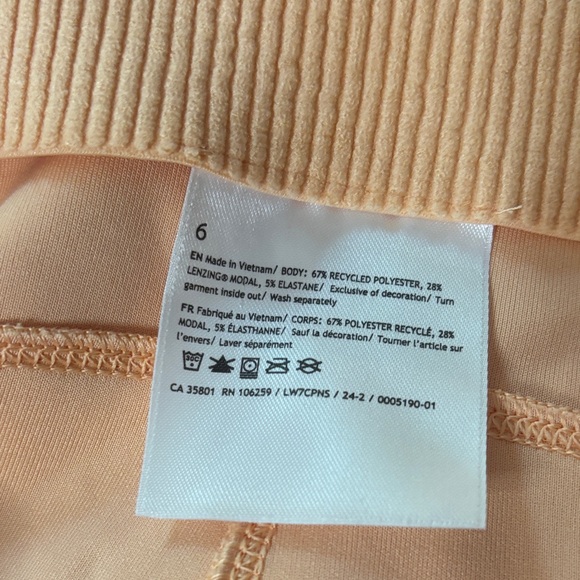 6
EN Made in Vietnam/ BODY: 67% RECYCLED POLYESTER, 28%
LENZING® MODAL, 5% ELASTANE/ Exclusive of decoration/ Turn
garment inside out/ Wash separately
FR Fabriqué au Vietnam/ CORPS: 67% POLYESTER RECYCLÉ, 28%
MODAL, 5% ÉLASTHANNE/ Sauf la décoration/ Tourner l'article sur
l'envers/ Laver séparément
30C
CA 35801 RN 106259 / LW7CPNS / 24-2 / 0005190-01